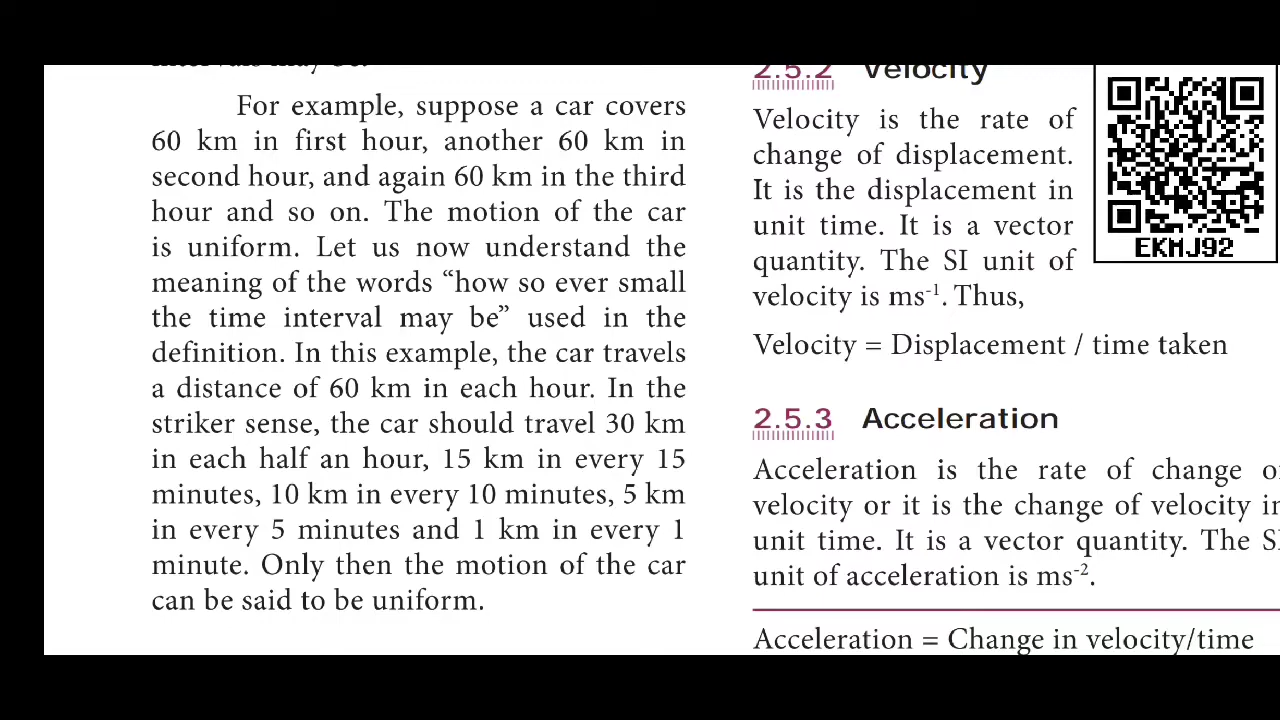 For example, suppose a car covers
60 km in first hour, another 60 km in
second hour, and again 60 km in the third
hour and so on. The motion of the car
is uniform. Let us now understand the
meaning of the words “how so ever small
the time interval may be” used in the
definition. In this example, the car travels
a distance of 60 km in each hour. In the
striker sense, the car should travel 30 km
in each half an hour, 15 km in every 15
minutes, 10 km in every 10 minutes, 5 km
in every 5 minutes and 1 km in every 1
minute. Only then the motion of the car
can be said to be uniform.
2.5.2 Velocity
Velocity is the rate of
change of displacement.
It is the displacement in
unit time. It is a vector
quantity. The SI unit of
velocity is ms⁻¹. Thus,
Velocity = Displacement / time taken
EKMJ92
2.5.3 Acceleration
Acceleration is the rate of change
velocity or it is the change of velocity in
unit time. It is a vector quantity. The SI
unit of acceleration is ms⁻².
Acceleration = Change in velocity/time